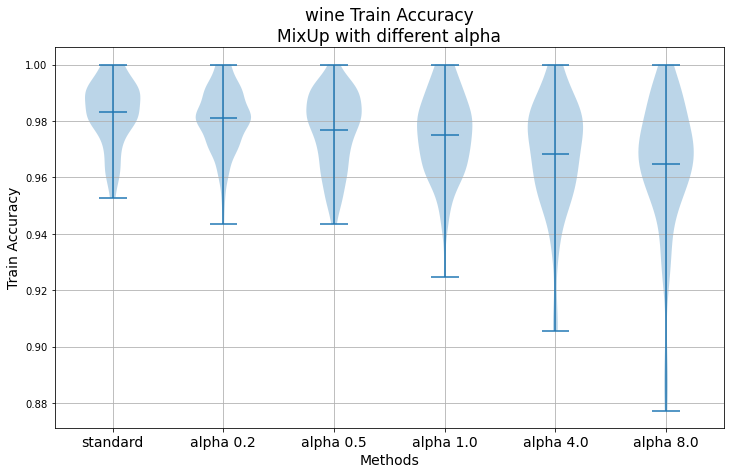 wine Train Accuracy
MixUp with different alpha
Train Accuracy
1.00
0.98
0.96
0.94
0.92
0.90
0.88
standard alpha 0.2 alpha 0.5 alpha 1.0 alpha 4.0 alpha 8.0
Methods